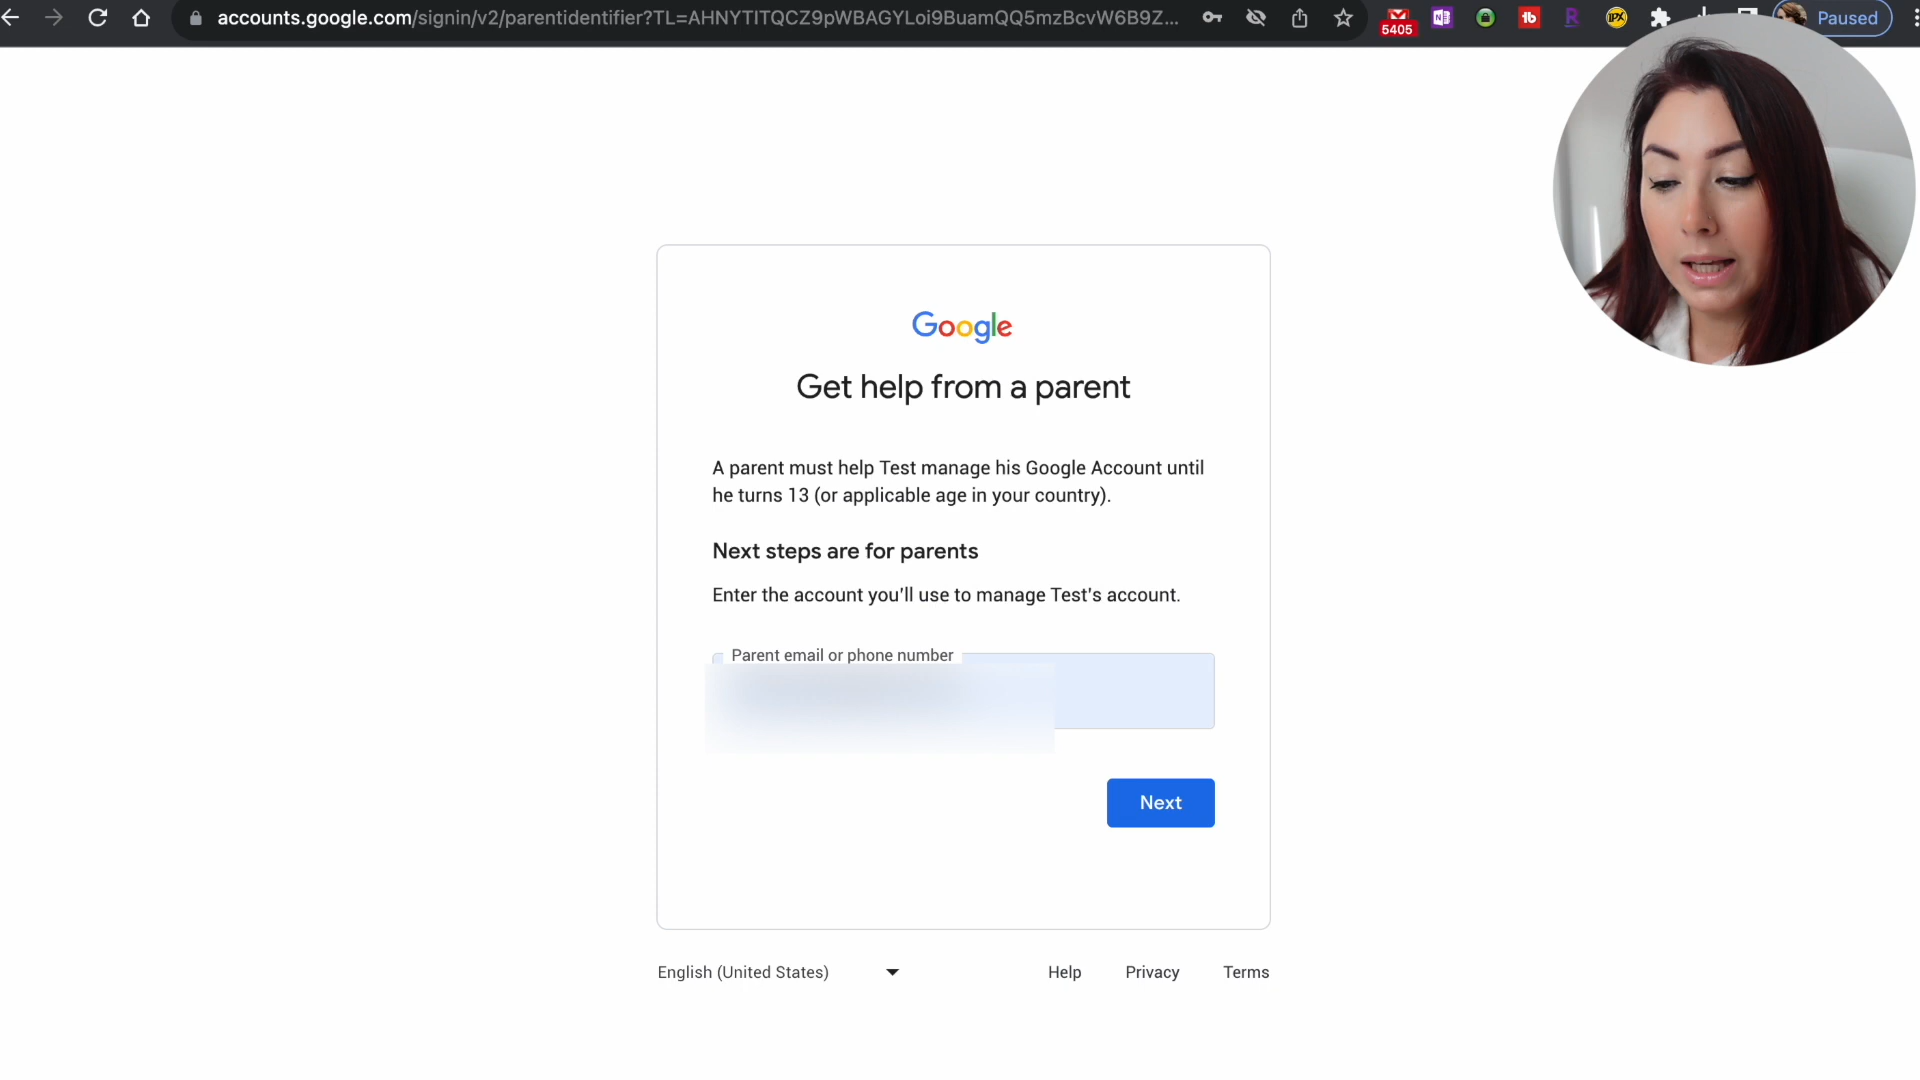 accounts.google.com/signin/v2/parentidentifier?TL=AHNYTITQCZ9pWBAGYLoi9BuamQQ5mzBcvW6B9Z...
5405
N
tb
R
IPX
Paused
Google
Get help from a parent
A parent must help Test manage his Google Account until
he turns 13 (or applicable age in your country).
Next steps are for parents
Enter the account you'll use to manage Test's account.
Parent email or phone number
Next
English (United States)
Help
Privacy
Terms